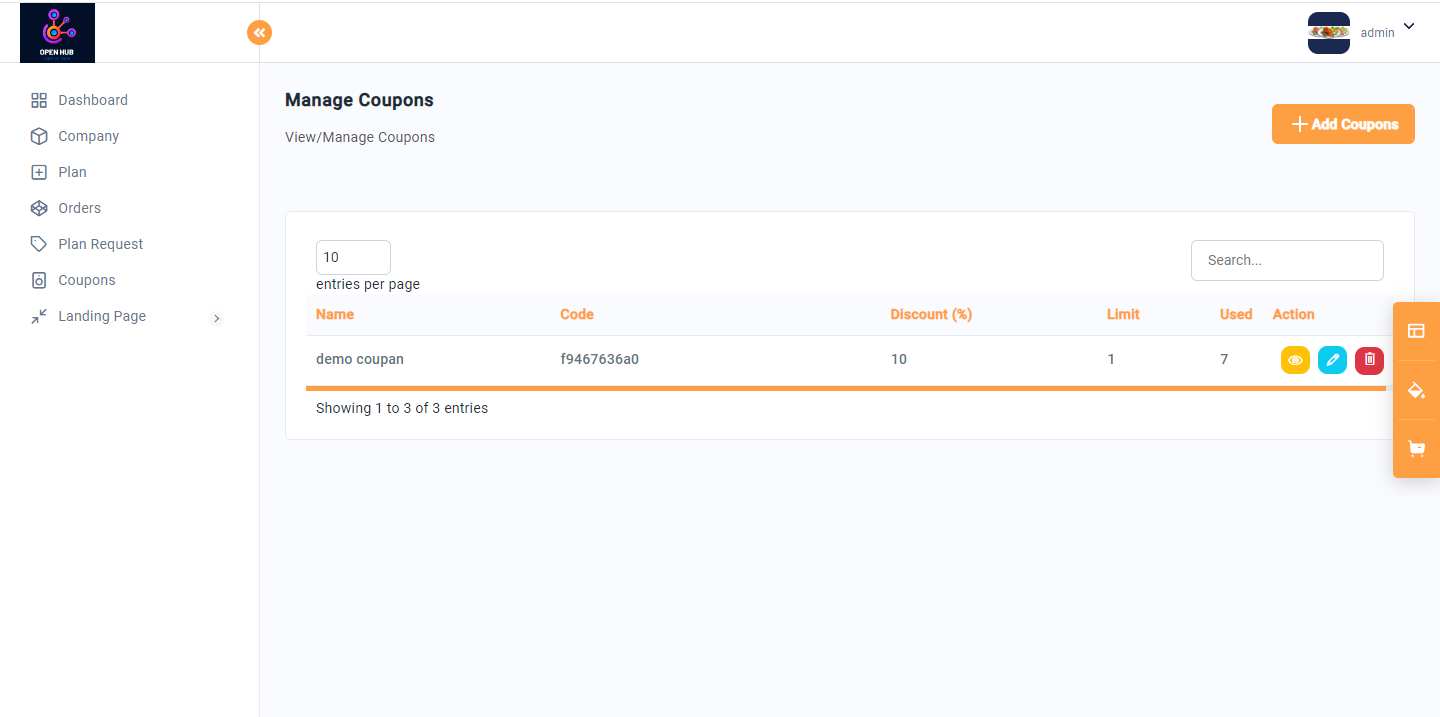 OPEN HUB
admin
Dashboard
Company
Plan
Orders
Plan Request
Coupons
Landing Page
Manage Coupons
View/Manage Coupons
Add Coupons
10
entries per page
Search...
Name Code Discount (%) Limit Used Action
demo coupan f9467636a0 10 1 7
Showing 1 to 3 of 3 entries